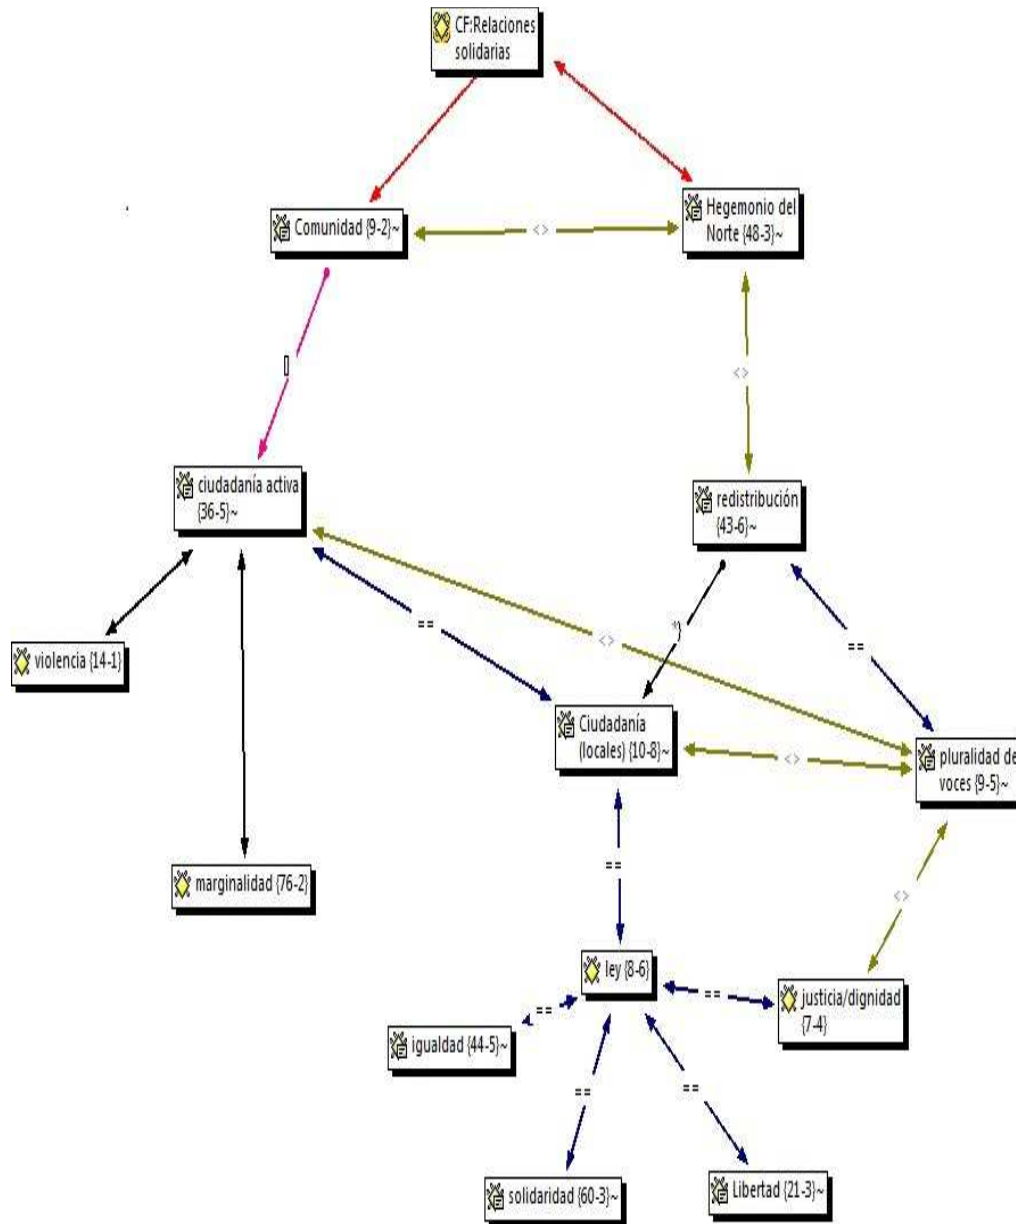 CF:Relaciones
solidarias
Comunidad {9-2}~
<>
Hegemonio del
Norte {48-3}~
[]
<>
ciudadanía activa
{36-5}~
redistribución
{43-6}~
==
<>
*}
==
violencia {14-1}
Ciudadanía
(locales) {10-8}~
<>
pluralidad de
voces {9-5}~
marginalidad {76-2}
==
<>
ley {8-6}
==
justicia/dignidad
{7-4}
==
igualdad {44-5}~
==
==
solidaridad {60-3}~
Libertad {21-3}~